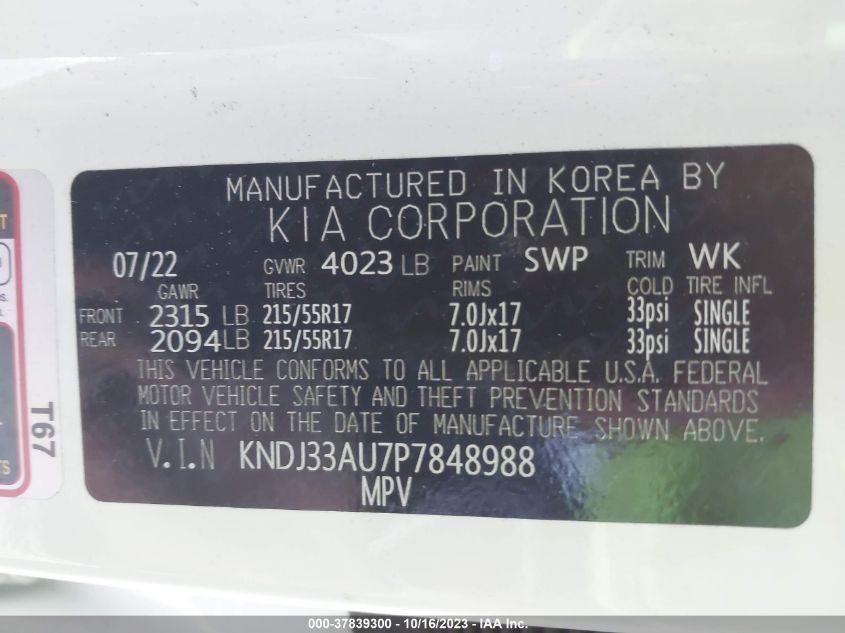 MANUFACTURED IN KOREA BY
KIA CORPORATION
07/22 GVWR 4023 LB PAINT SWP TRIM WK
GAWR TIRES RIMS COLD TIRE INFL
FRONT 2315 LB 215/55R17 7.0Jx17 33psi SINGLE
REAR 2094 LB 215/55R17 7.0Jx17 33psi SINGLE
THIS VEHICLE CONFORMS TO ALL APPLICABLE U.S.A. FEDERAL
MOTOR VEHICLE SAFETY AND THEFT PREVENTION STANDARDS
IN EFFECT ON THE DATE OF MANUFACTURE SHOWN ABOVE.
V.I.N KNDJ33AU7P7848988
MPV
T67
000-37839300 - 10/16/2023 - IAA Inc.